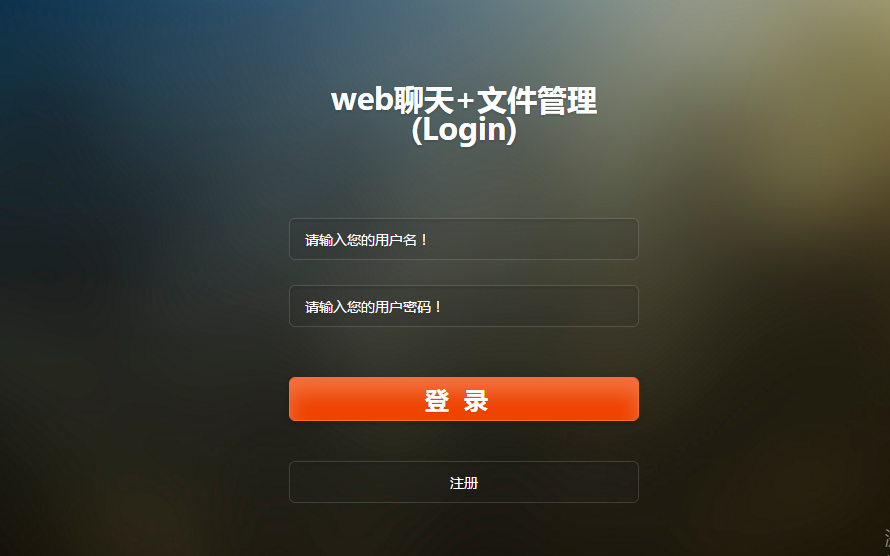 web聊天+文件管理
(Login)
请输入您的用户名！
请输入您的用户密码！
登 录
注册